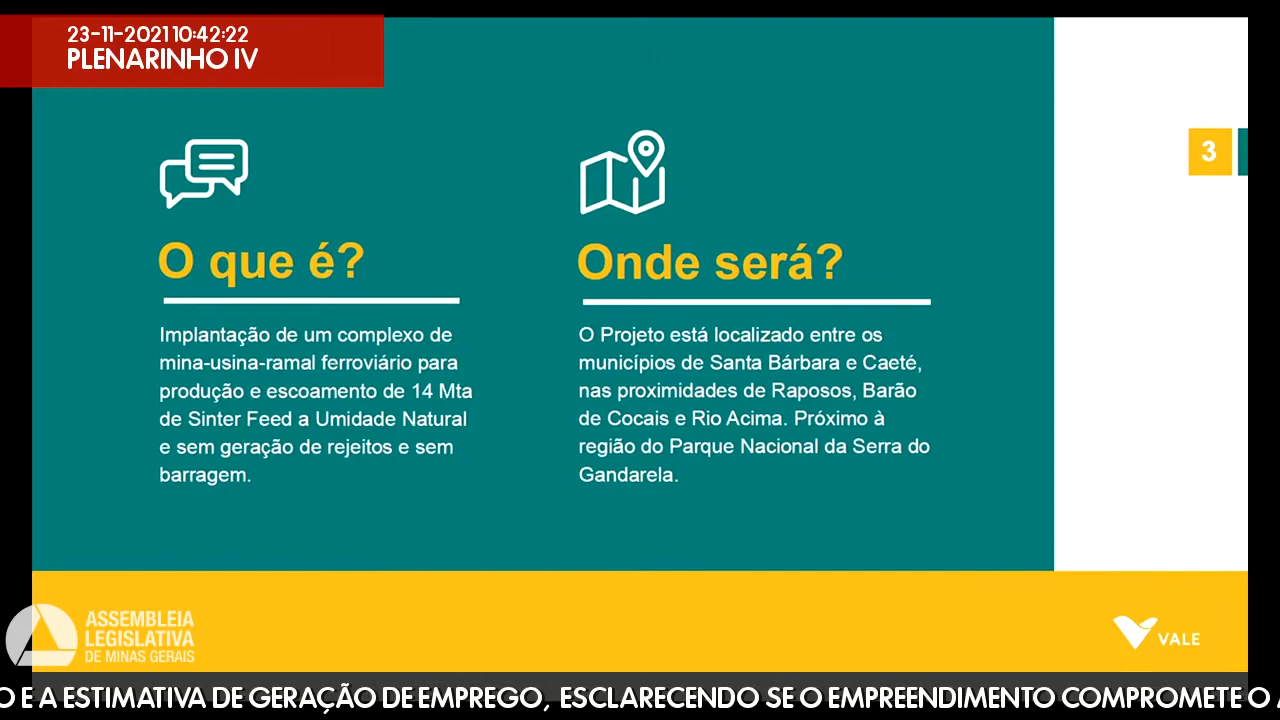 23-11-2021 10:42:22
PLENARINHO IV
3
O que é?
Implantação de um complexo de
mina-usina-ramal ferroviário para
produção e escoamento de 14 Mta
de Sinter Feed a Umidade Natural
e sem geração de rejeitos e sem
barragem.
Onde será?
O Projeto está localizado entre os
municípios de Santa Bárbara e Caeté,
nas proximidades de Raposos, Barão
de Cocais e Rio Acima. Próximo à
região do Parque Nacional da Serra do
Gandarela.
ASSEMBLEIA
LEGISLATIVA
DE MINAS GERAIS
VALE
O E A ESTIMATIVA DE GERAÇÃO DE EMPREGO, ESCLARECENDO SE O EMPREENDIMENTO COMPROMETE O